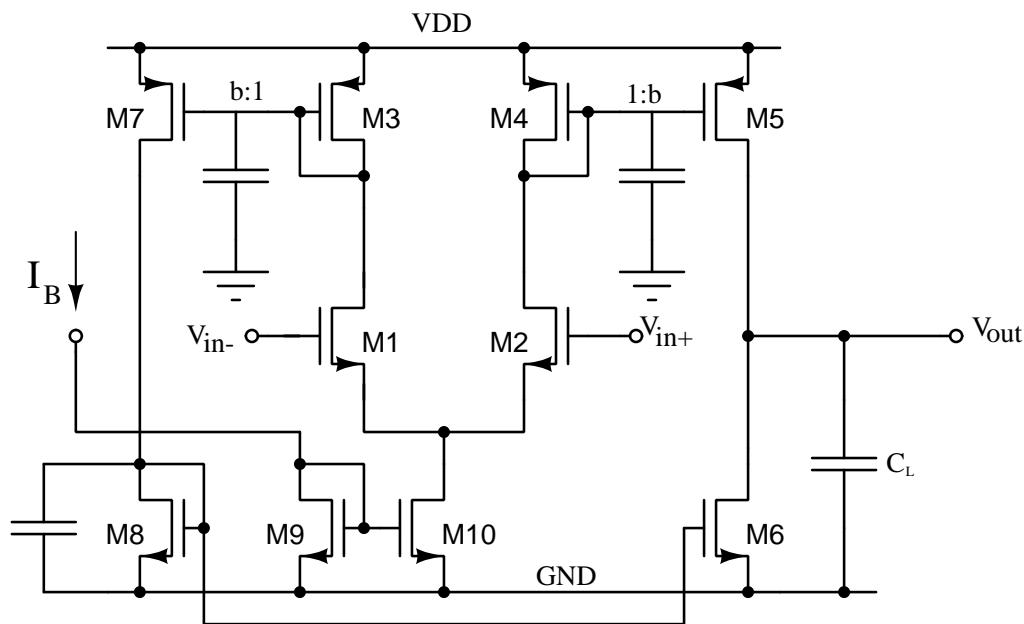 VDD
b:1
1:b
M7
M3
M4
M5
I_B
V_in-
M1
M2
V_in+
V_out
C_L
M8
M9
M10
M6
GND